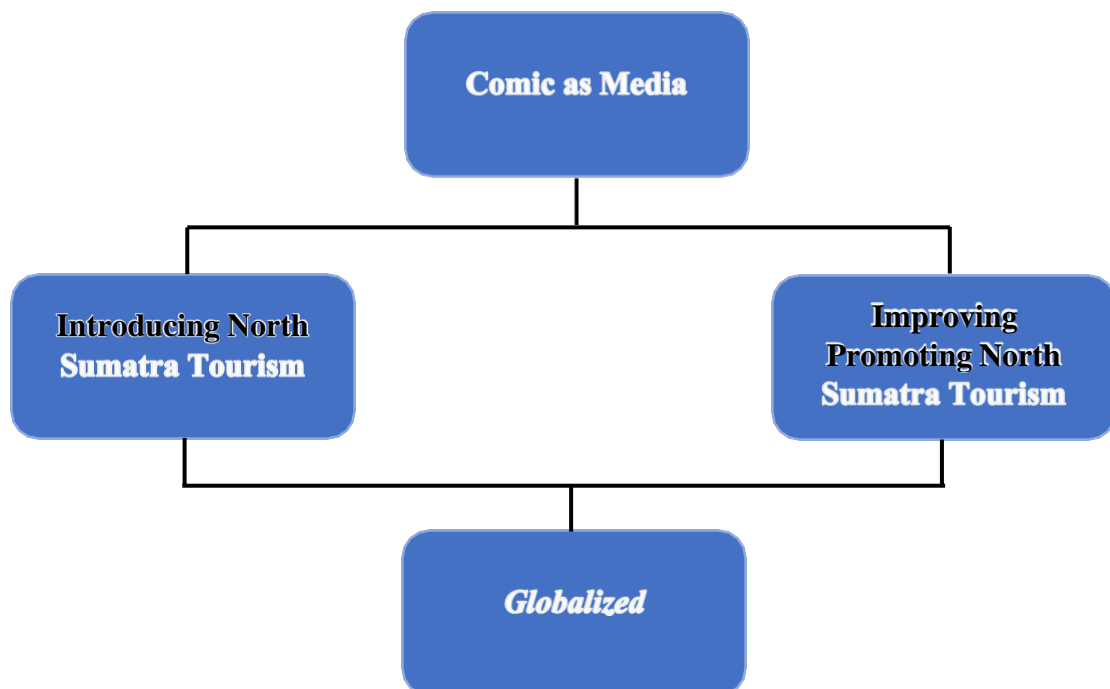 Comic as Media
Introducing North
Sumatra Tourism
Improving
Promoting North
Sumatra Tourism
Globalized